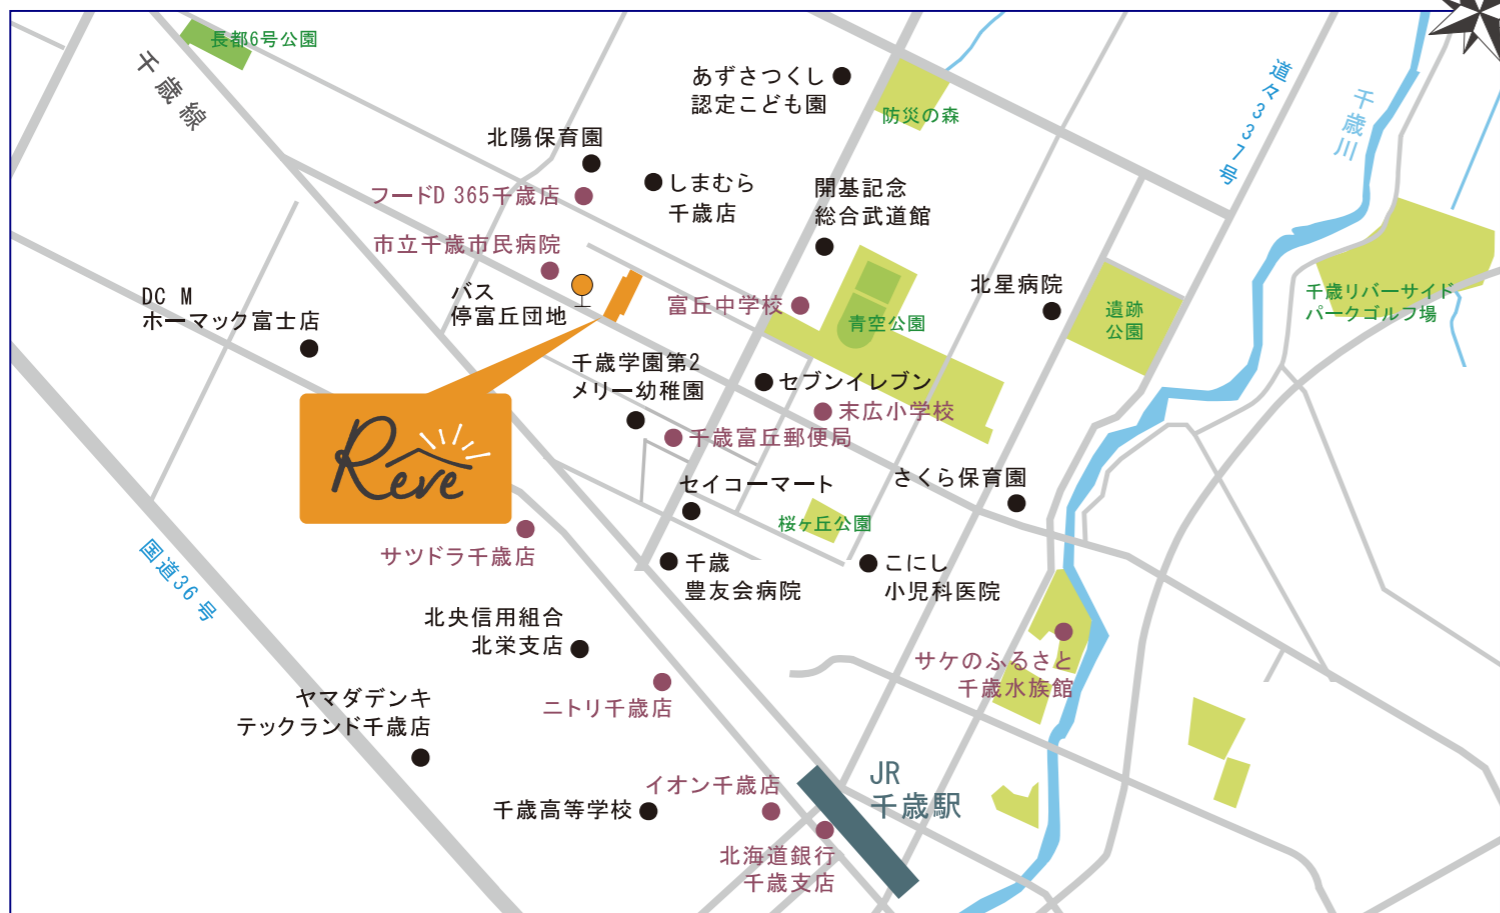 長都6号公園
千歳線
あずさつくし
認定こども園
防災の森
道々337号
千歳川
北陽保育園
フードD 365千歳店
しまむら
千歳店
開基記念
総合武道館
市立千歳市民病院
バス
停富丘団地
DC M
ホーマック富士店
富丘中学校
青空公園
北星病院
遺跡
公園
千歳リバーサイド
パークゴルフ場
千歳学園第2
メリー幼稚園
セブンイレブン
末広小学校
千歳富丘郵便局
Reve
セイコーマート
さくら保育園
桜ヶ丘公園
サツドラ千歳店
千歳
豊友会病院
こにし
小児科医院
国道36号
北央信用組合
北栄支店
サケのふるさと
千歳水族館
ニトリ千歳店
ヤマダデンキ
テックランド千歳店
イオン千歳店
JR
千歳駅
千歳高等学校
北海道銀行
千歳支店